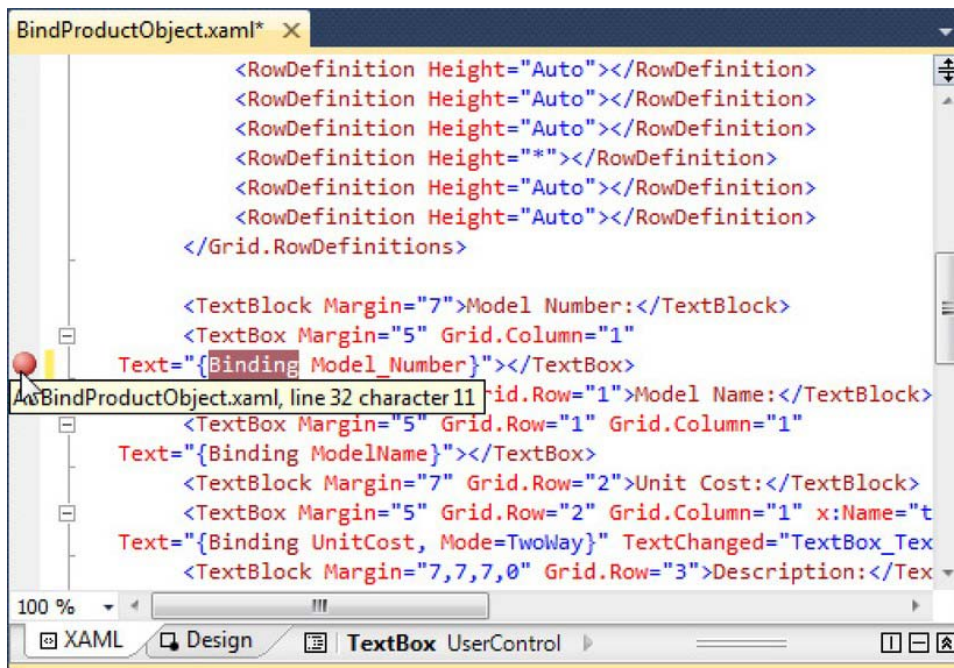 BindProductObject.xaml*
<RowDefinition Height="Auto"></RowDefinition>
<RowDefinition Height="Auto"></RowDefinition>
<RowDefinition Height="Auto"></RowDefinition>
<RowDefinition Height="*"></RowDefinition>
<RowDefinition Height="Auto"></RowDefinition>
<RowDefinition Height="Auto"></RowDefinition>
</Grid.RowDefinitions>
<TextBlock Margin="7">Model Number:</TextBlock>
<TextBox Margin="5" Grid.Column="1"
Text="{Binding Model_Number}"></TextBox>
BindProductObject.xaml, line 32 character 11 rid.Row="1">Model Name:</TextBlock>
<TextBox Margin="5" Grid.Row="1" Grid.Column="1"
Text="{Binding ModelName}"></TextBox>
<TextBlock Margin="7" Grid.Row="2">Unit Cost:</TextBlock>
<TextBox Margin="5" Grid.Row="2" Grid.Column="1" x:Name="t
Text="{Binding UnitCost, Mode=TwoWay}" TextChanged="TextBox_Tex
<TextBlock Margin="7,7,7,0" Grid.Row="3">Description:</Tex
100 %
XAML Design TextBox UserControl